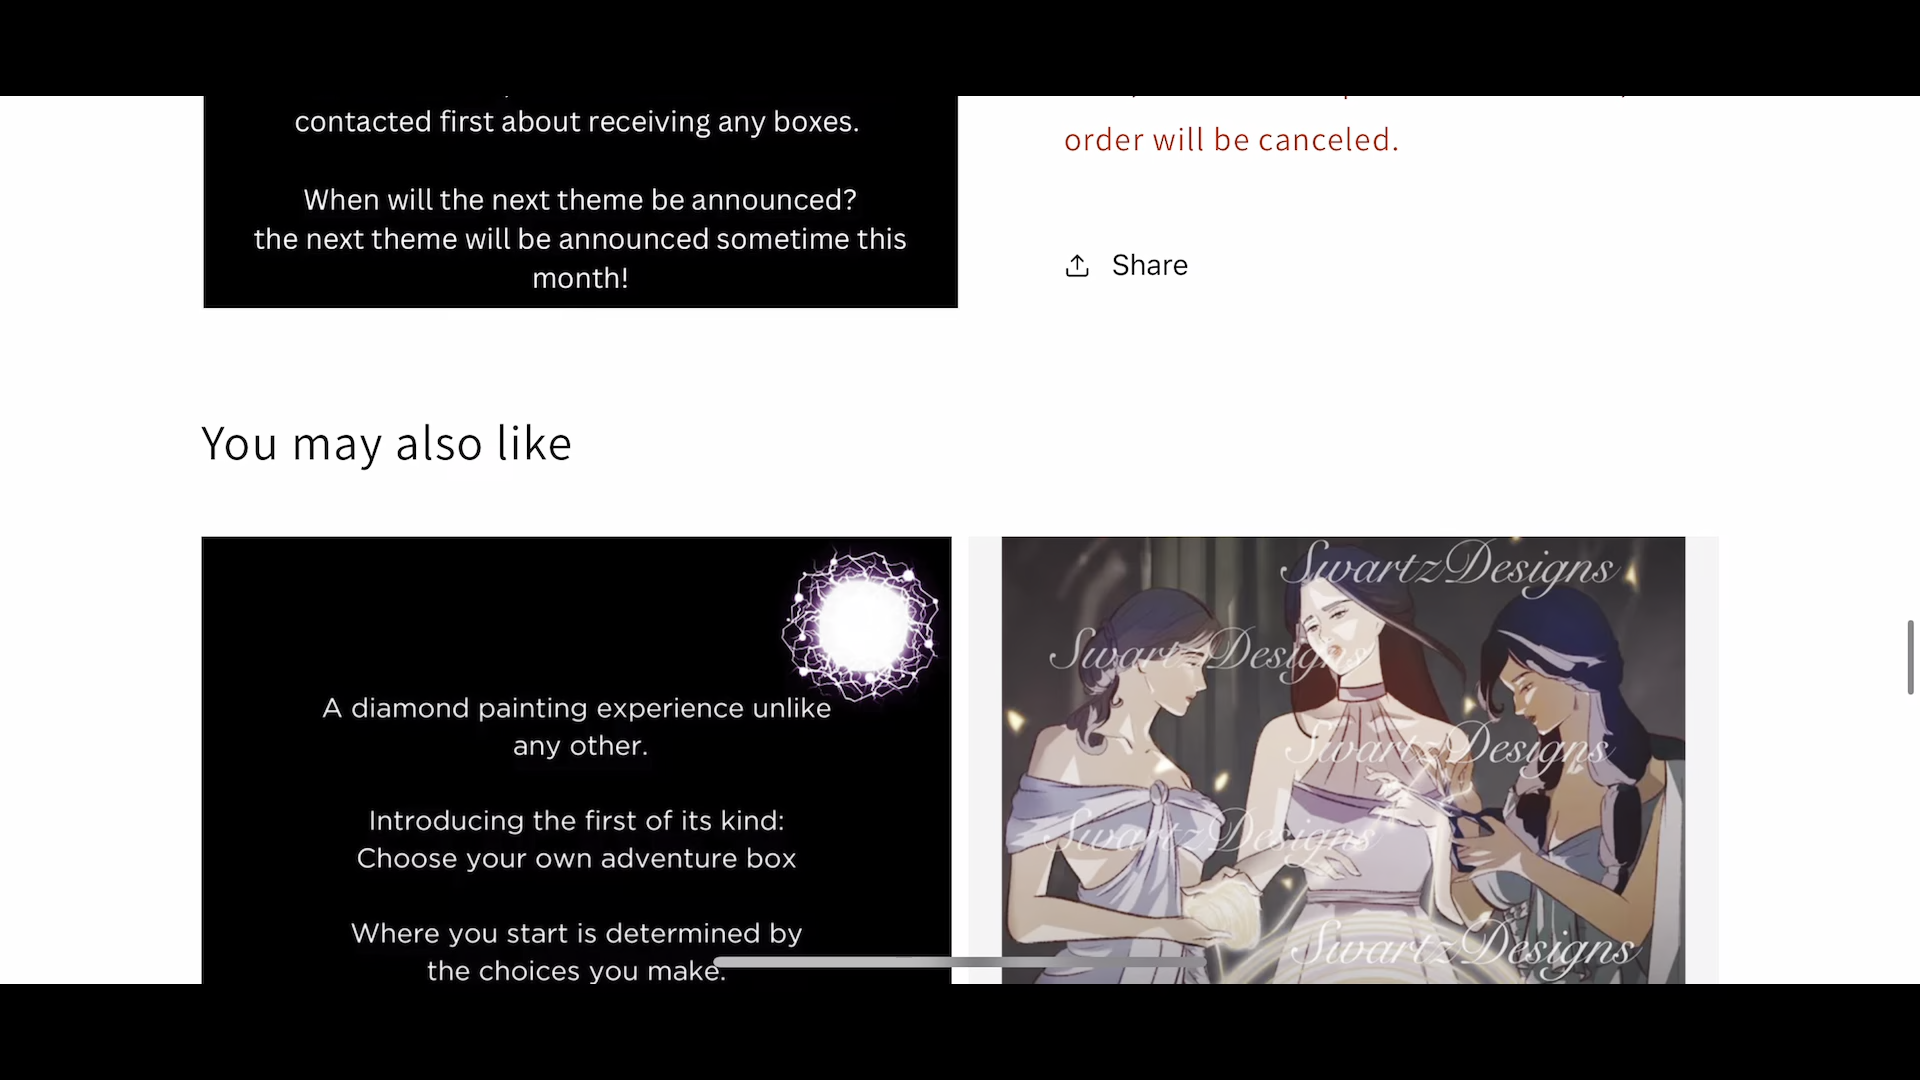 contacted first about receiving any boxes.
When will the next theme be announced?
the next theme will be announced sometime this
month!
order will be canceled.
Share
You may also like
A diamond painting experience unlike
any other.
Introducing the first of its kind:
Choose your own adventure box
Where you start is determined by
the choices you make.
SwartzDesigns
SwartzDesigns
SwartzDesigns
SwartzDesigns
SwartzDesigns